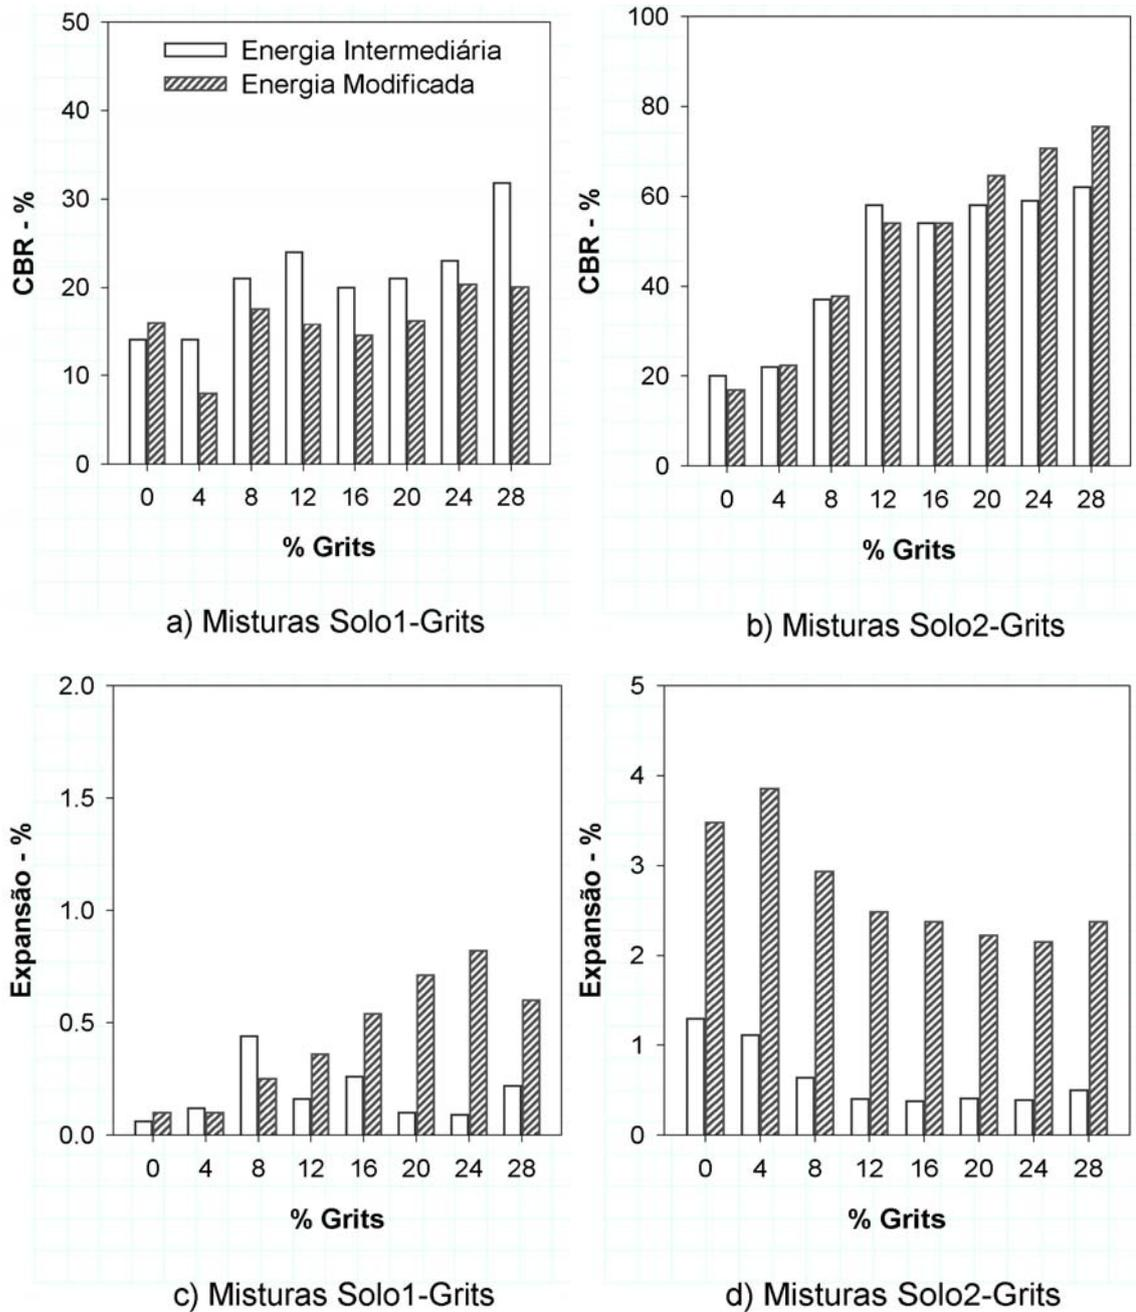 50
40
30
20
10
0
CBR - %
Energia Intermediária
Energia Modificada
0 4 8 12 16 20 24 28
% Grits
a) Misturas Solo1-Grits
100
80
60
40
20
0
CBR - %
0 4 8 12 16 20 24 28
% Grits
b) Misturas Solo2-Grits
2.0
1.5
1.0
0.5
0.0
Expansão - %
0 4 8 12 16 20 24 28
% Grits
c) Misturas Solo1-Grits
5
4
3
2
1
0
Expansão - %
0 4 8 12 16 20 24 28
% Grits
d) Misturas Solo2-Grits